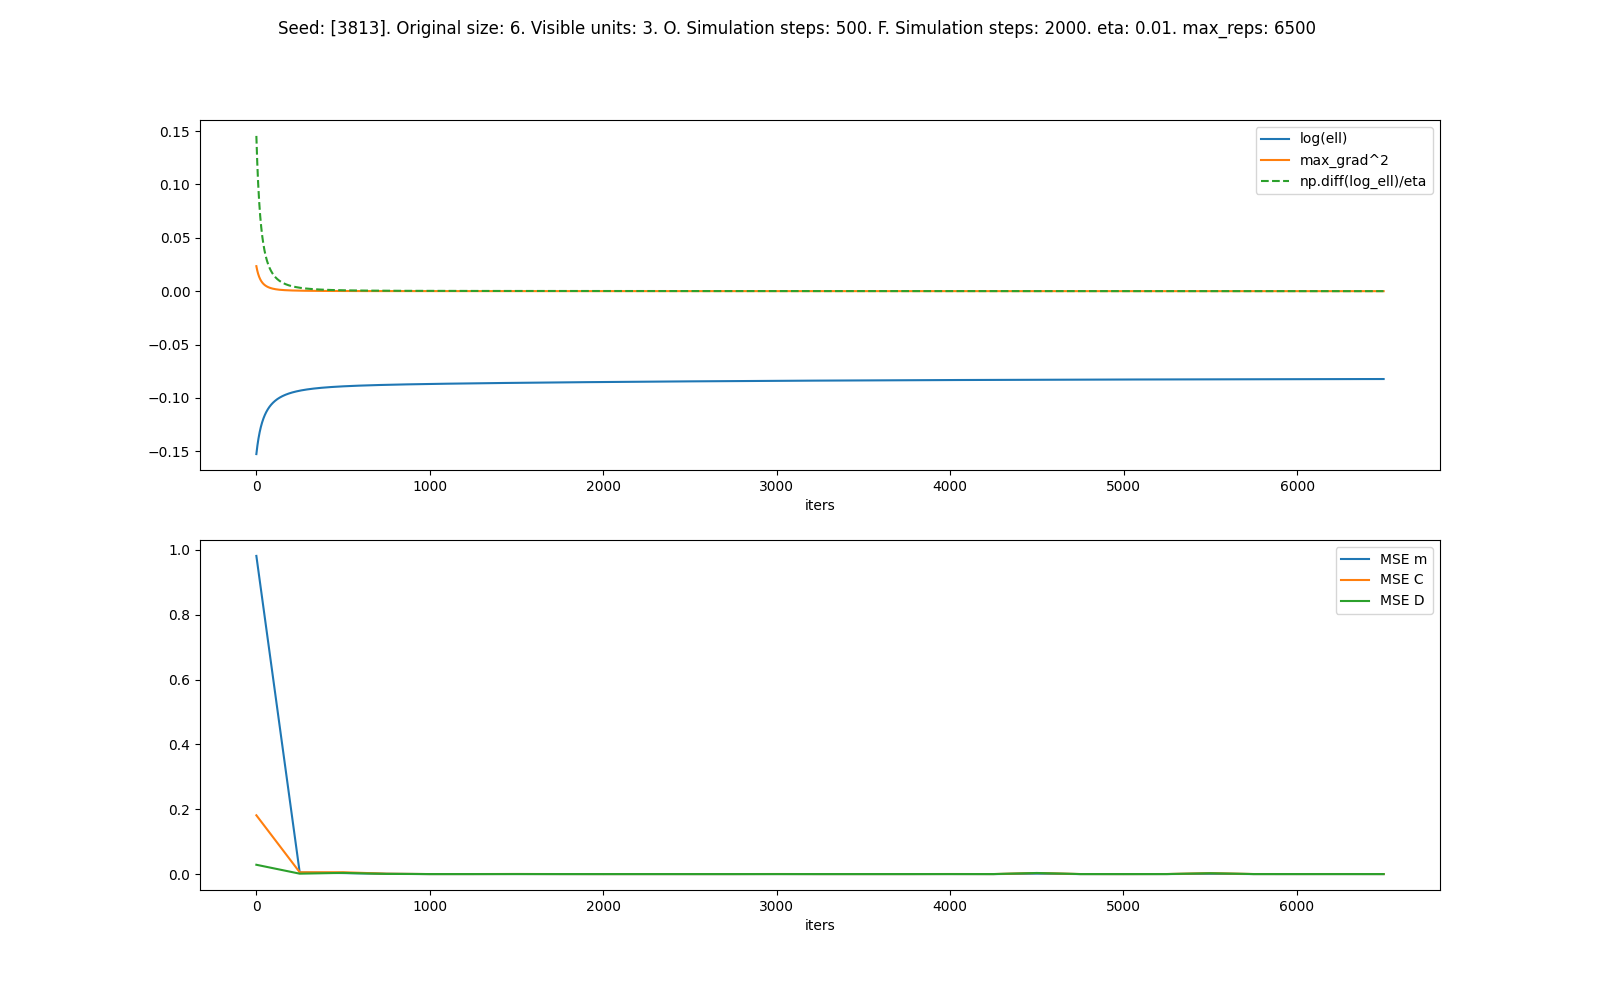 Seed: [3813]. Original size: 6. Visible units: 3. O. Simulation steps: 500. F. Simulation steps: 2000. eta: 0.01. max_reps: 6500
0.15
0.10
0.05
0.00
−0.05
−0.10
−0.15
log(ell)
max_grad^2
np.diff(log_ell)/eta
0 1000 2000 3000 4000 5000 6000
iters
1.0
0.8
0.6
0.4
0.2
0.0
MSE m
MSE C
MSE D
0 1000 2000 3000 4000 5000 6000
iters